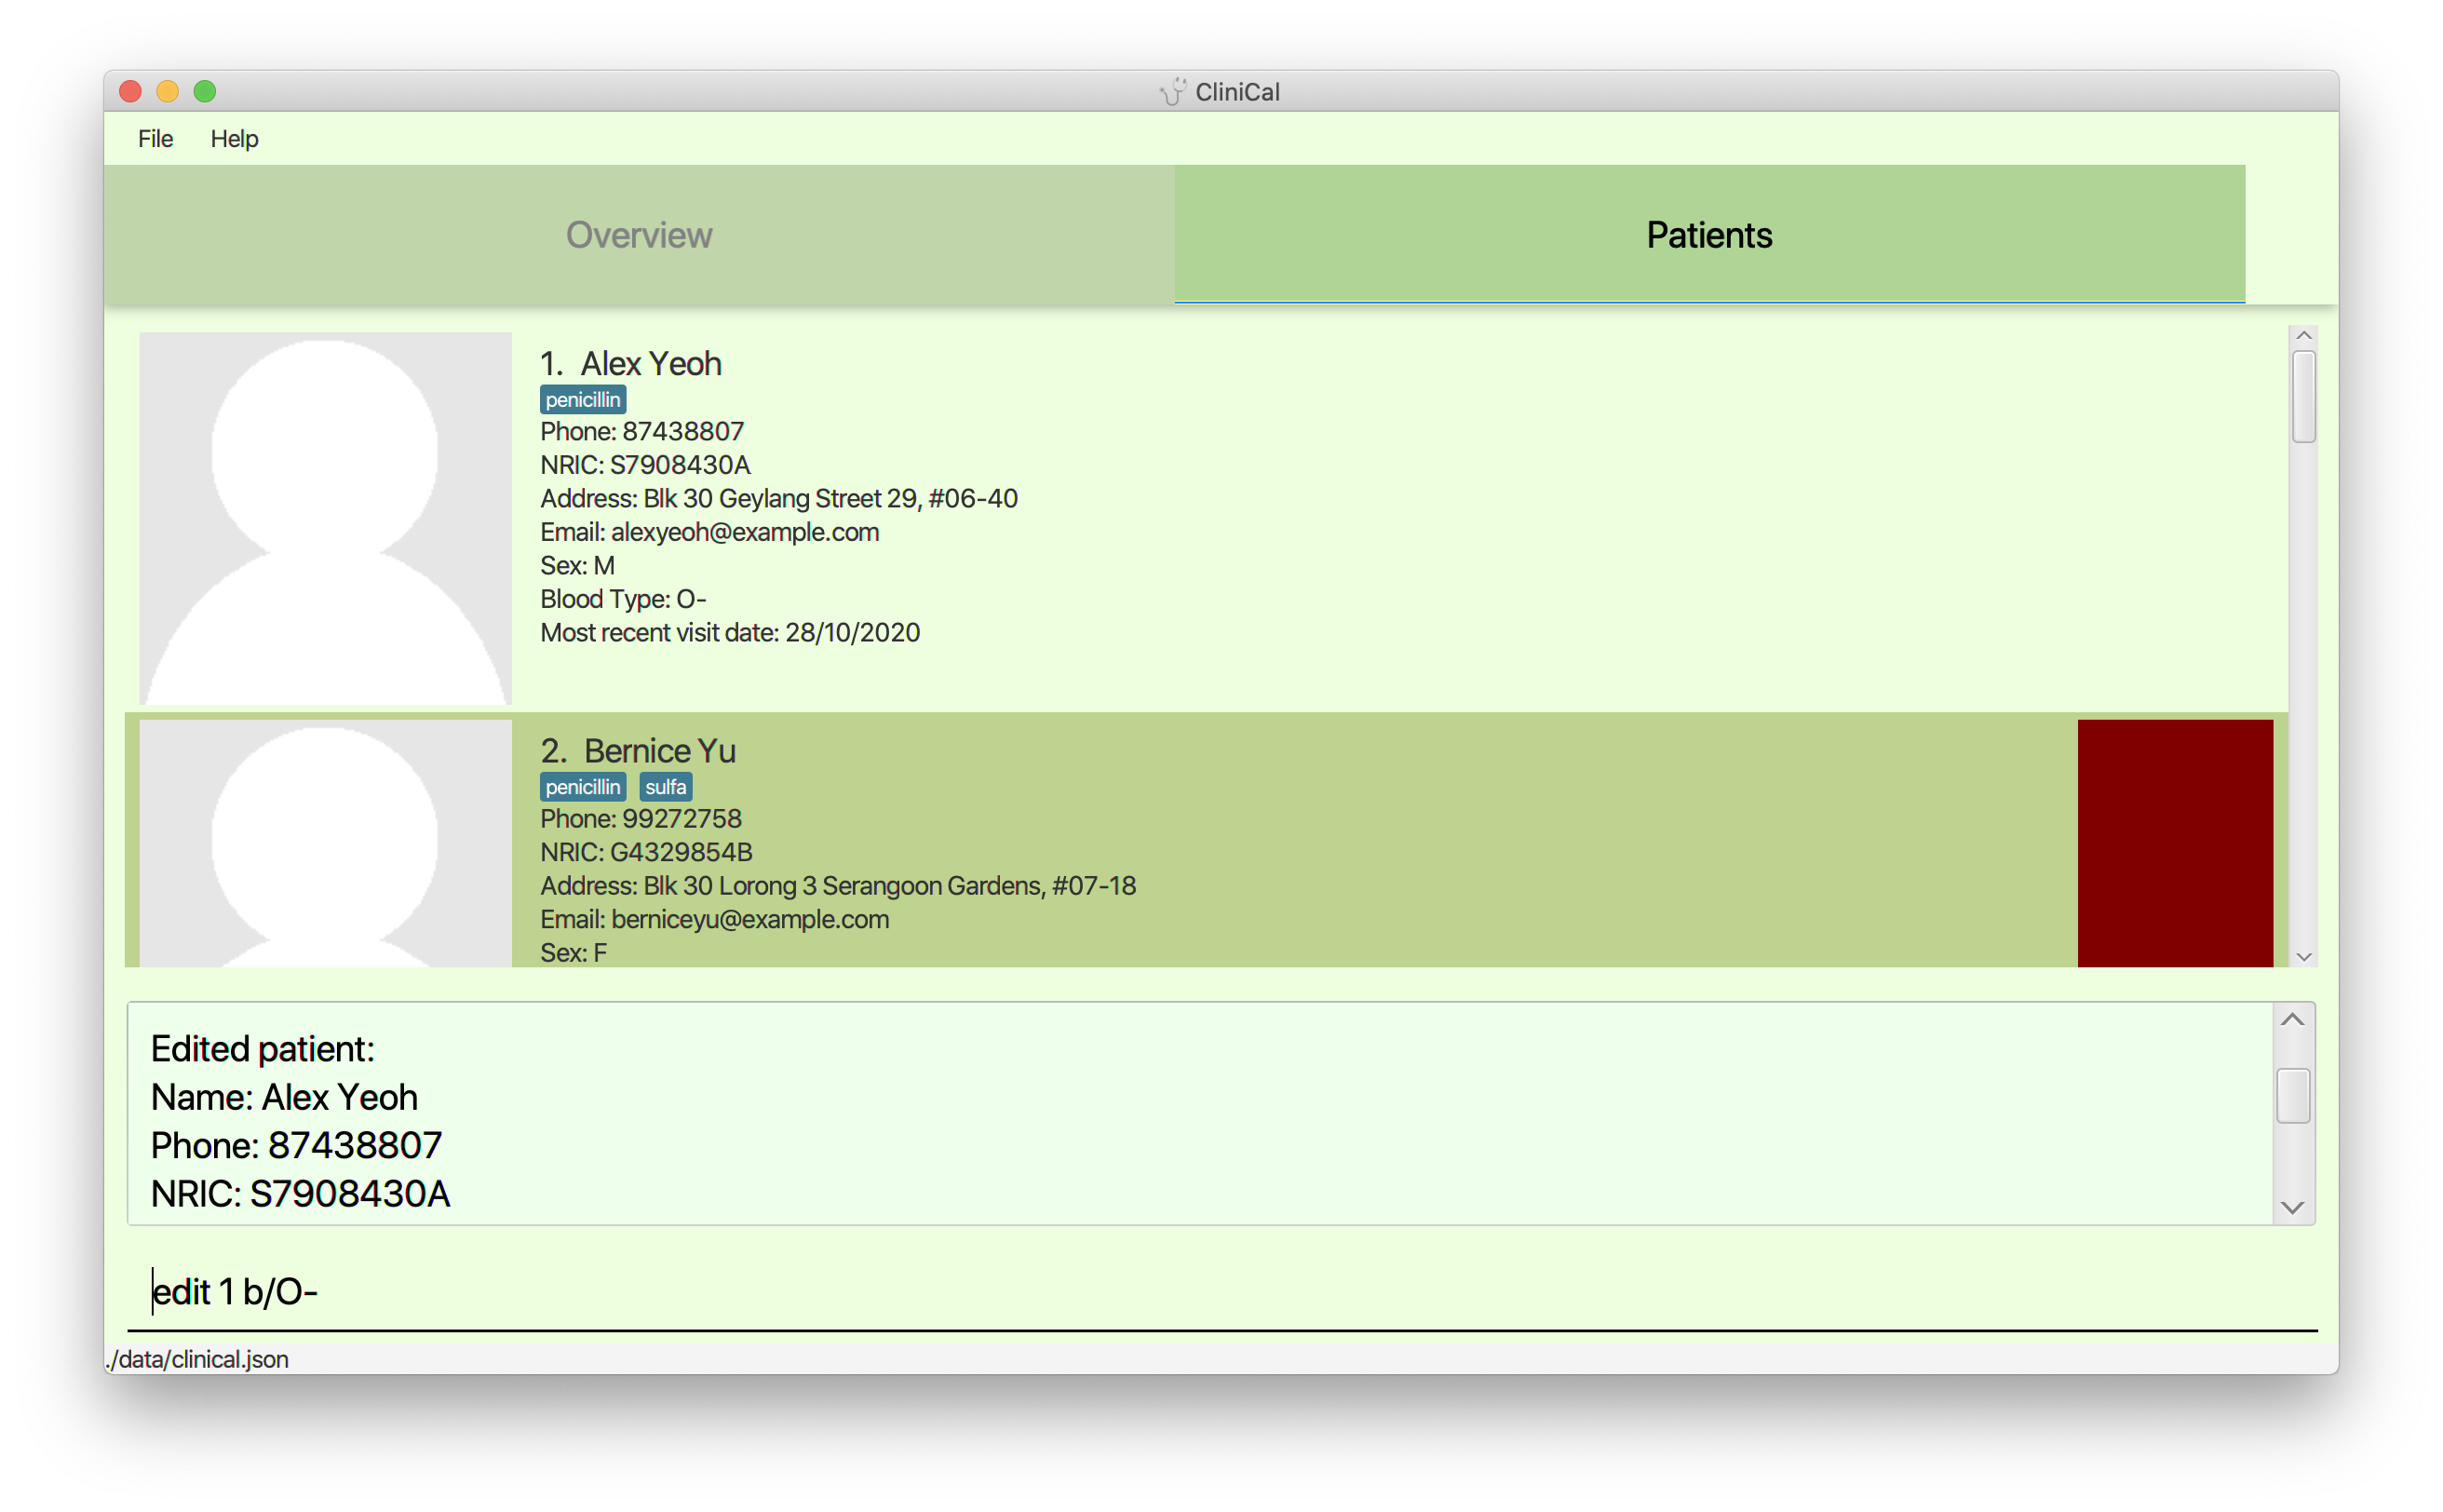 CliniCal
File Help
Overview Patients
1. Alex Yeoh
penicillin
Phone: 87438807
NRIC: S7908430A
Address: Blk 30 Geylang Street 29, #06-40
Email: alexyeoh@example.com
Sex: M
Blood Type: O-
Most recent visit date: 28/10/2020
2. Bernice Yu
penicillin sulfa
Phone: 99272758
NRIC: G4329854B
Address: Blk 30 Lorong 3 Serangoon Gardens, #07-18
Email: berniceyu@example.com
Sex: F
Edited patient:
Name: Alex Yeoh
Phone: 87438807
NRIC: S7908430A
edit 1 b/O-
./data/clinical.json